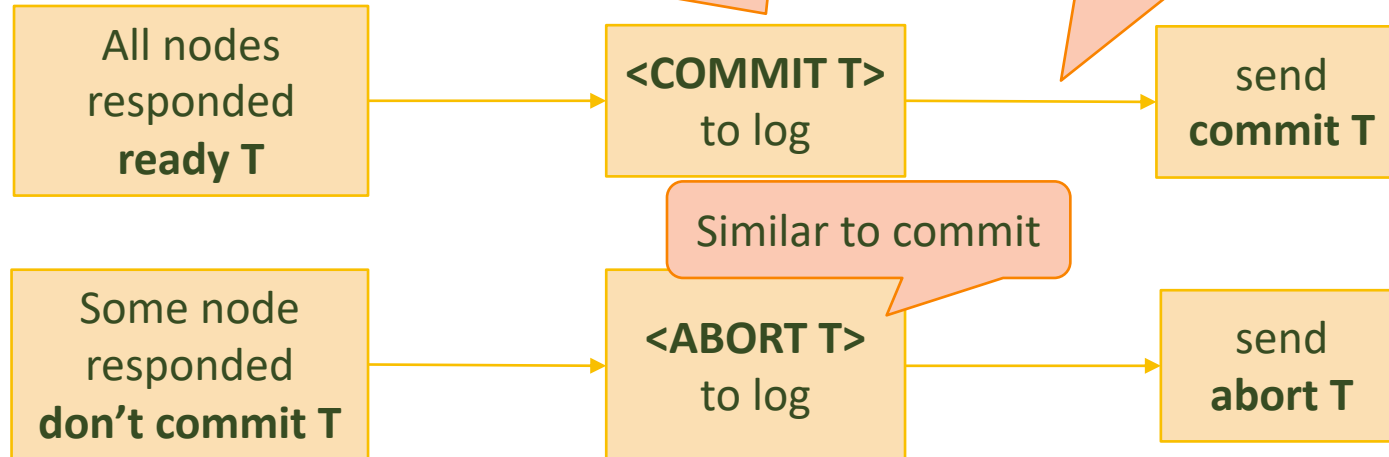 All nodes
responded
ready T
<COMMIT T>
to log
send
commit T
Similar to commit
Some node
responded
don’t commit T
<ABORT T>
to log
send
abort T